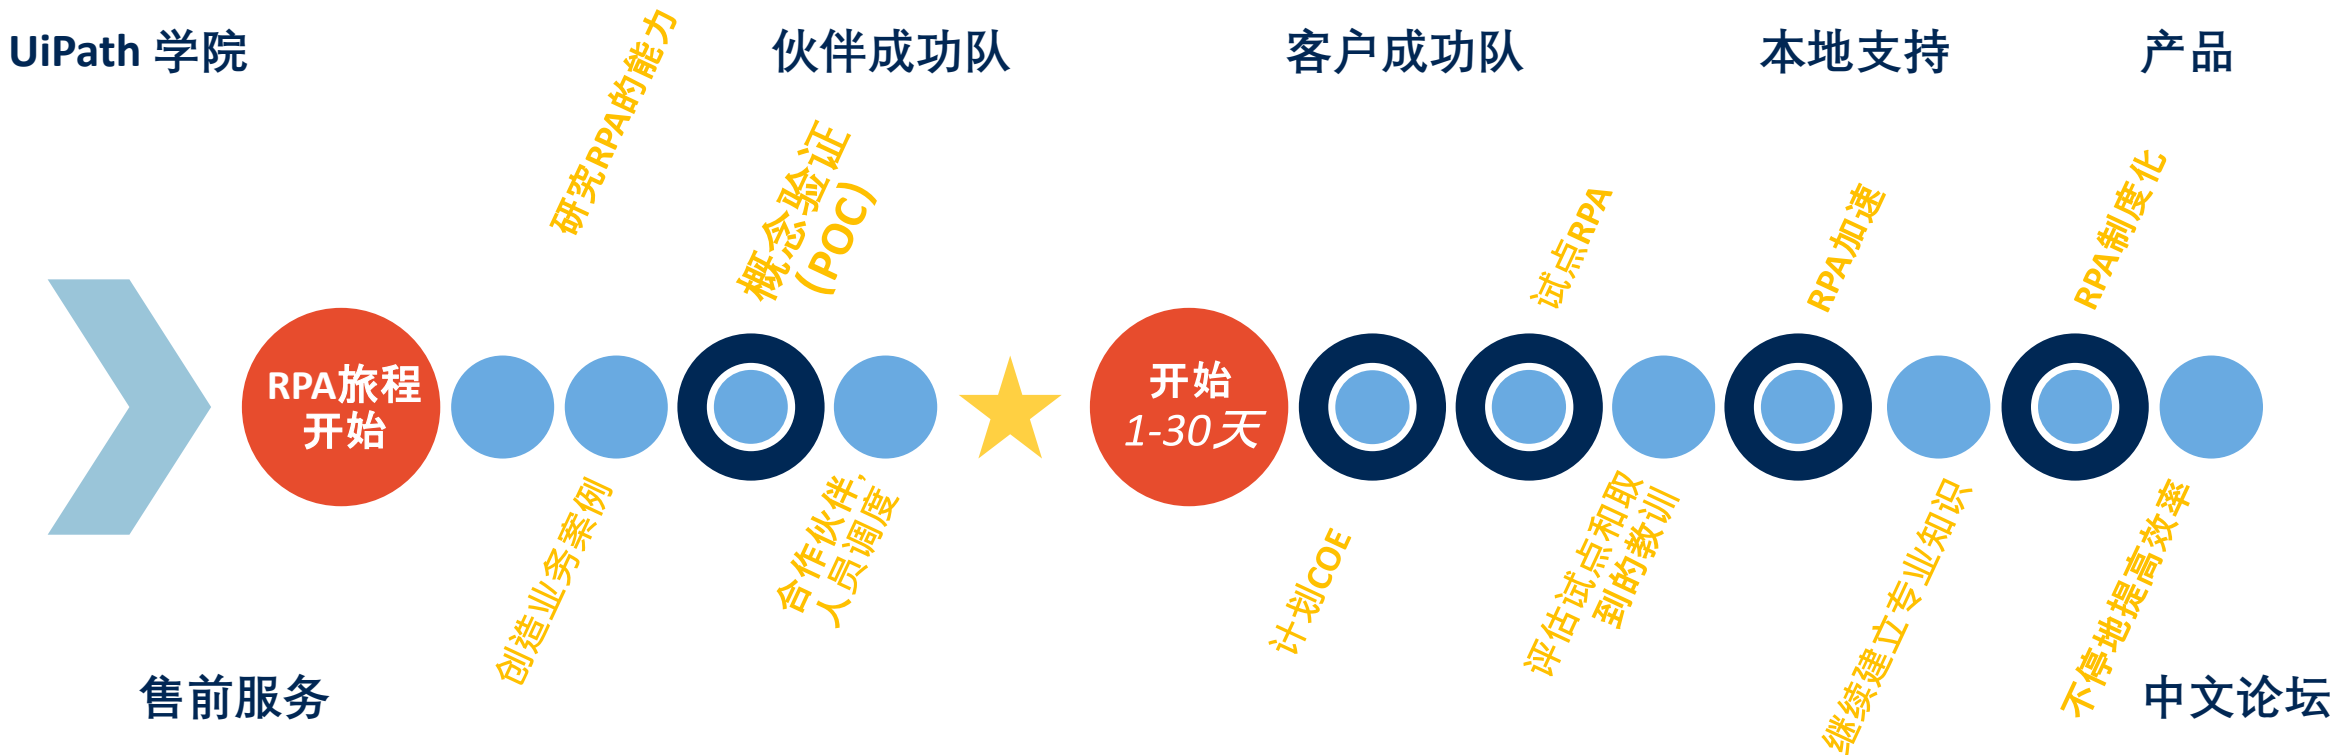 UiPath 学院
伙伴成功队
客户成功队
本地支持
产品
研究RPA的能力
概念验证
(POC)
试点RPA
RPA加速
RPA制度化
RPA旅程
开始
开始
1-30天
创造业务案例
合作伙伴,
人员调度
计划COE
评估试点和取
到的教训
继续建立专业知识
不停地提高效率
售前服务
中文论坛